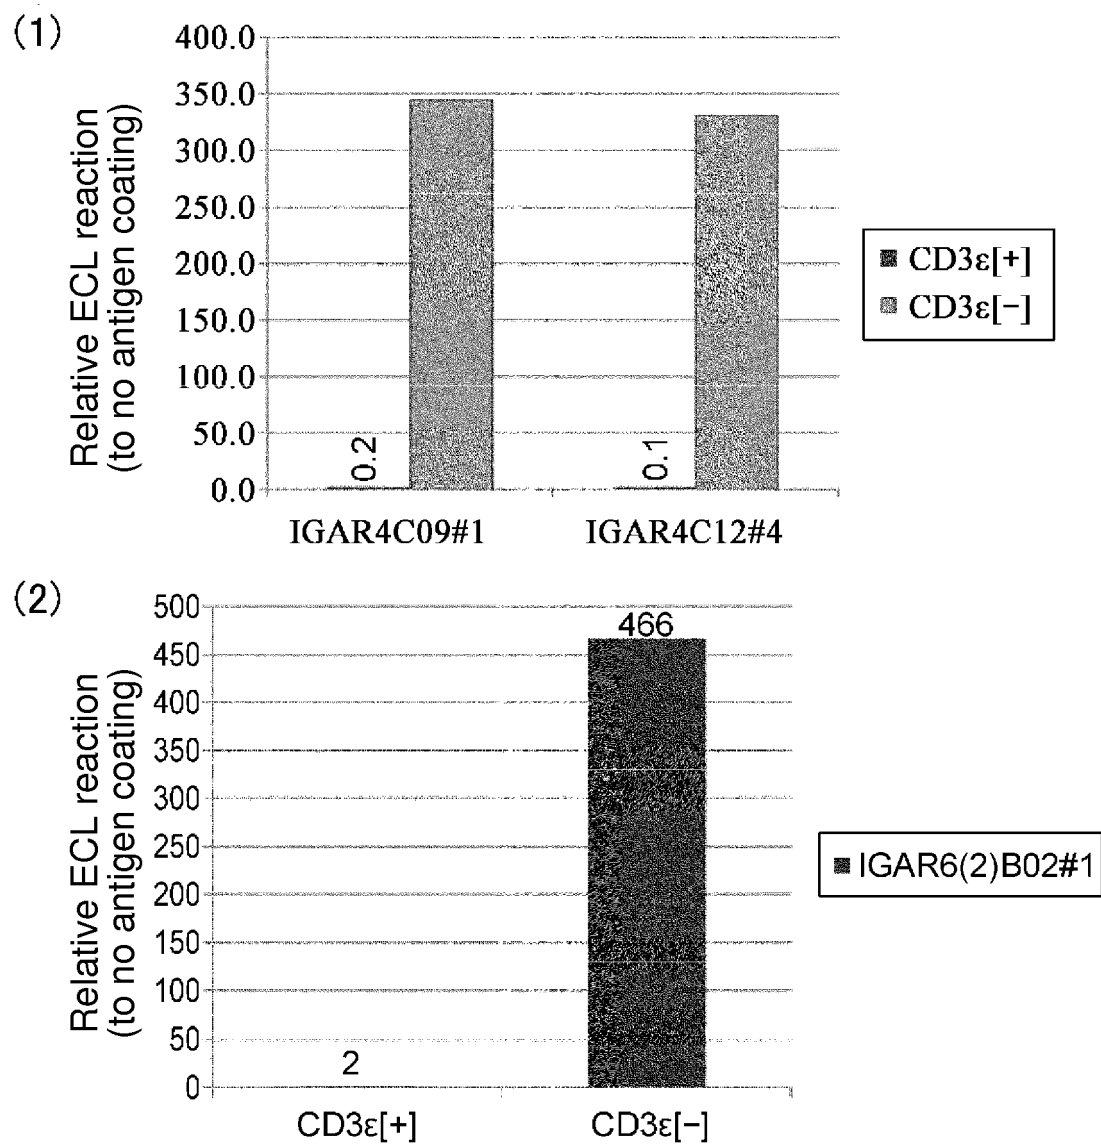 (1)
Relative ECL reaction
(to no antigen coating)
400.0
350.0
300.0
250.0
200.0
150.0
100.0
50.0
0.0
0.2
0.1
IGAR4C09#1
IGAR4C12#4
CD3ε[+]
CD3ε[−]
(2)
Relative ECL reaction
(to no antigen coating)
500
450
400
350
300
250
200
150
100
50
0
2
466
CD3ε[+]
CD3ε[−]
IGAR6(2)B02#1